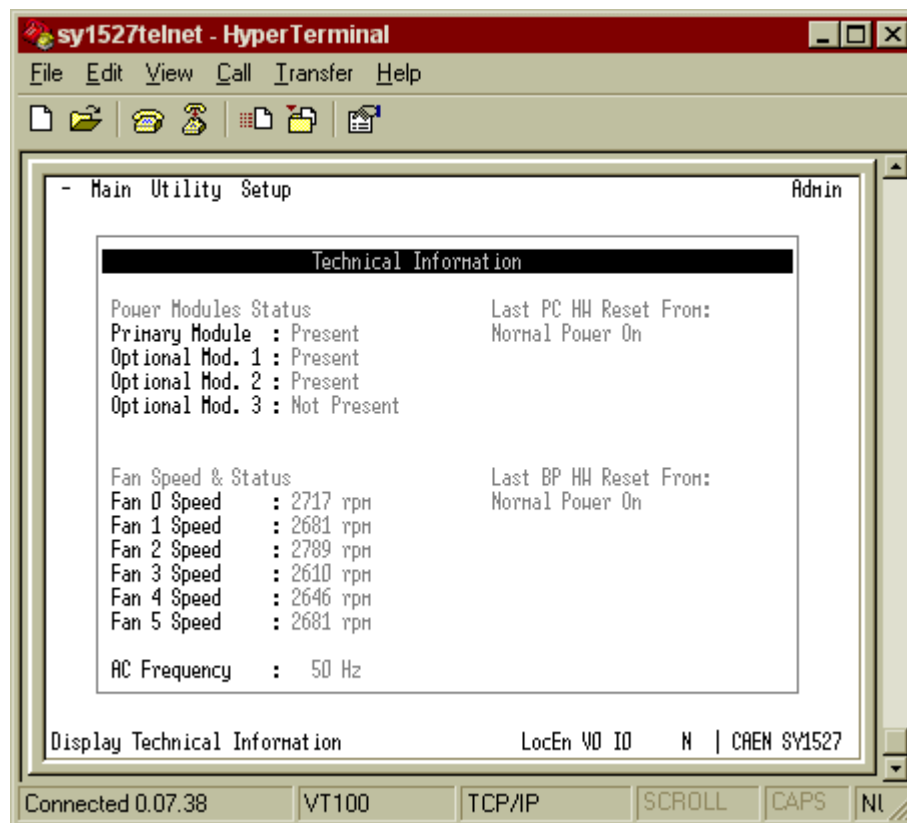 sy1527telnet - HyperTerminal
File Edit View Call Transfer Help
- Main Utility Setup Admin
Technical Information
Power Modules Status Last PC HW Reset From:
Primary Module : Present Normal Power On
Optional Mod. 1 : Present
Optional Mod. 2 : Present
Optional Mod. 3 : Not Present
Fan Speed & Status Last BP HW Reset From:
Fan 0 Speed : 2717 rpm Normal Power On
Fan 1 Speed : 2681 rpm
Fan 2 Speed : 2789 rpm
Fan 3 Speed : 2610 rpm
Fan 4 Speed : 2646 rpm
Fan 5 Speed : 2681 rpm
AC Frequency : 50 Hz
Display Technical Information LocEn V0 I0 N | CAEN SY1527
Connected 0.07.38 VT100 TCP/IP SCROLL CAPS